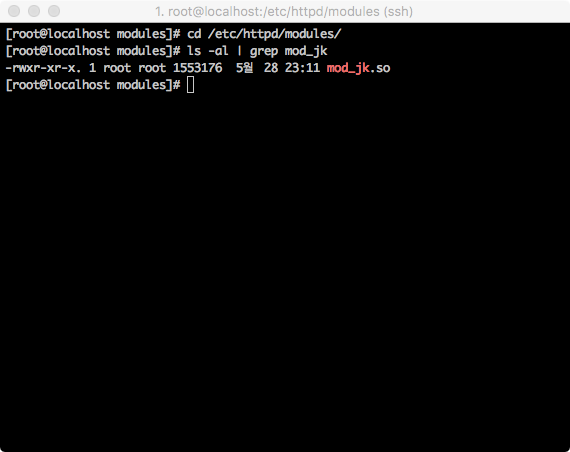 1. root@localhost:/etc/httpd/modules (ssh)
[root@localhost modules]# cd /etc/httpd/modules/
[root@localhost modules]# ls -al | grep mod_jk
-rwxr-xr-x. 1 root root 1553176  5월  28 23:11 mod_jk.so
[root@localhost modules]#